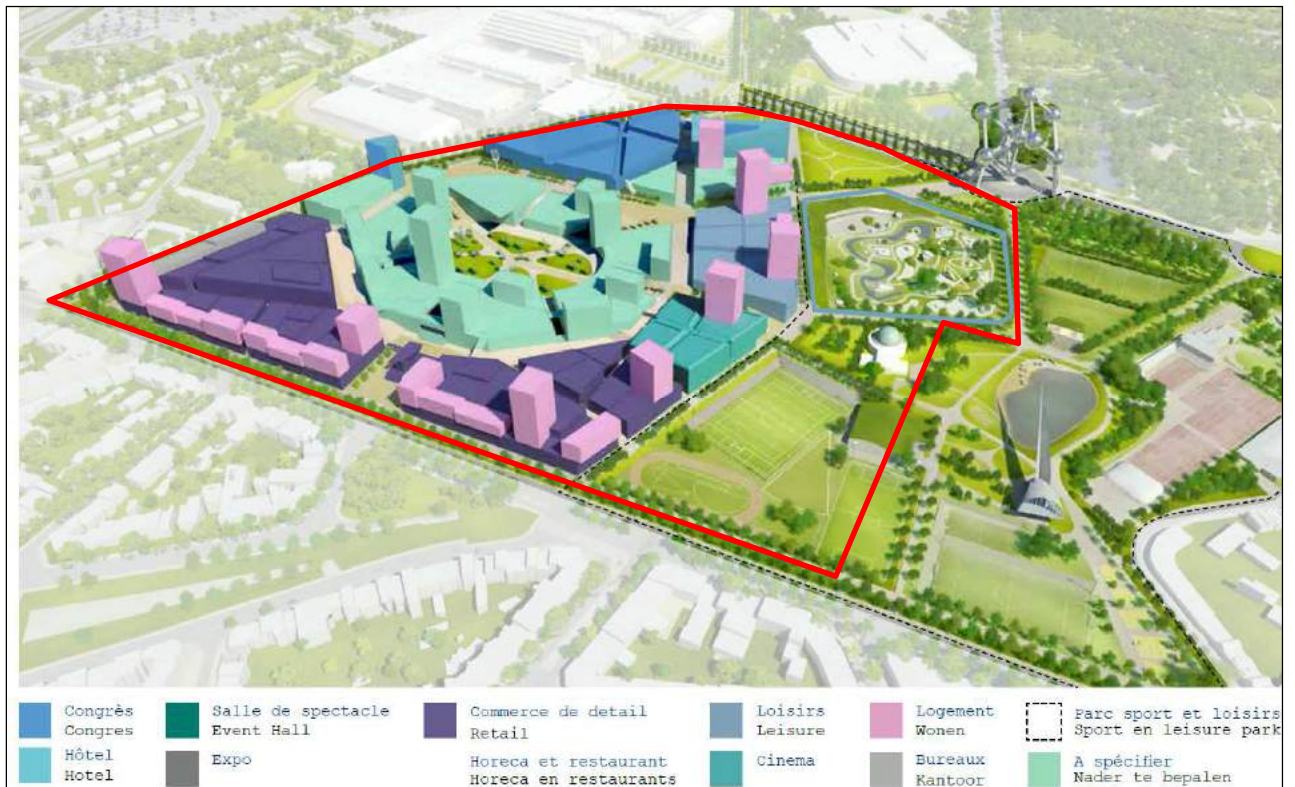 Congrès
Congres
Salle de spectacle
Event Hall
Commerce de detail
Retail
Loisirs
Leisure
Logement
Wonen
Parc sport et loisirs
Sport en leisure park
Hôtel
Hotel
Expo
Horeca et restaurant
Horeca en restaurants
Cinema
Bureaux
Kantoor
A spécifier
Nader te bepalen